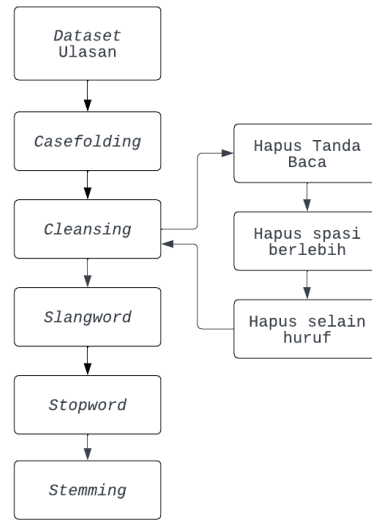 Dataset
Ulasan
Casefolding
Cleansing
Hapus Tanda
Baca
Hapus spasi
berlebih
Hapus selain
huruf
Slangword
Stopword
Stemming